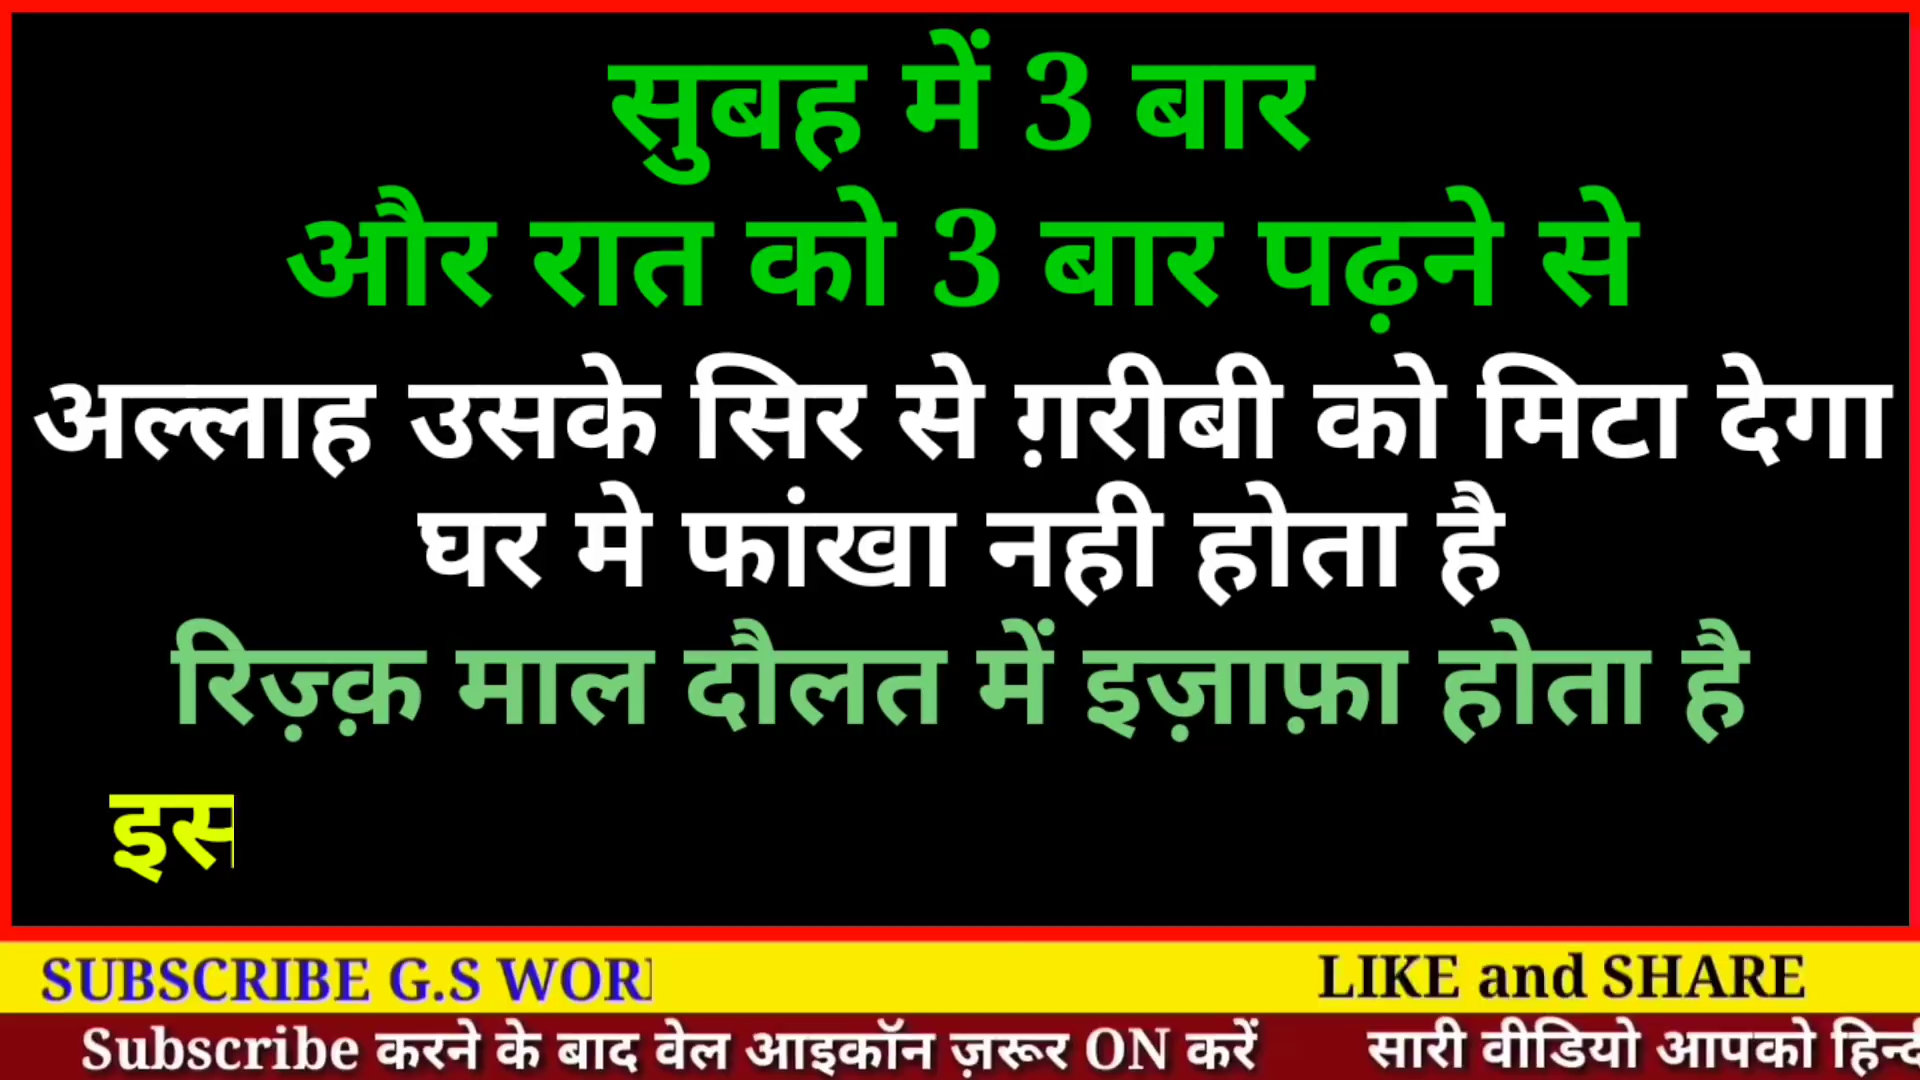 सुबह में 3 बार
और रात को 3 बार पढ़ने से
अल्लाह उसके सिर से ग़रीबी को मिटा देगा
घर मे फांखा नही होता है
रिज़्क़ माल दौलत में इज़ाफ़ा होता है
इस
SUBSCRIBE G.S WOR LIKE and SHARE
Subscribe करने के बाद वेल आइकॉन ज़रूर ON करें सारी वीडियो आपको हिन्दी